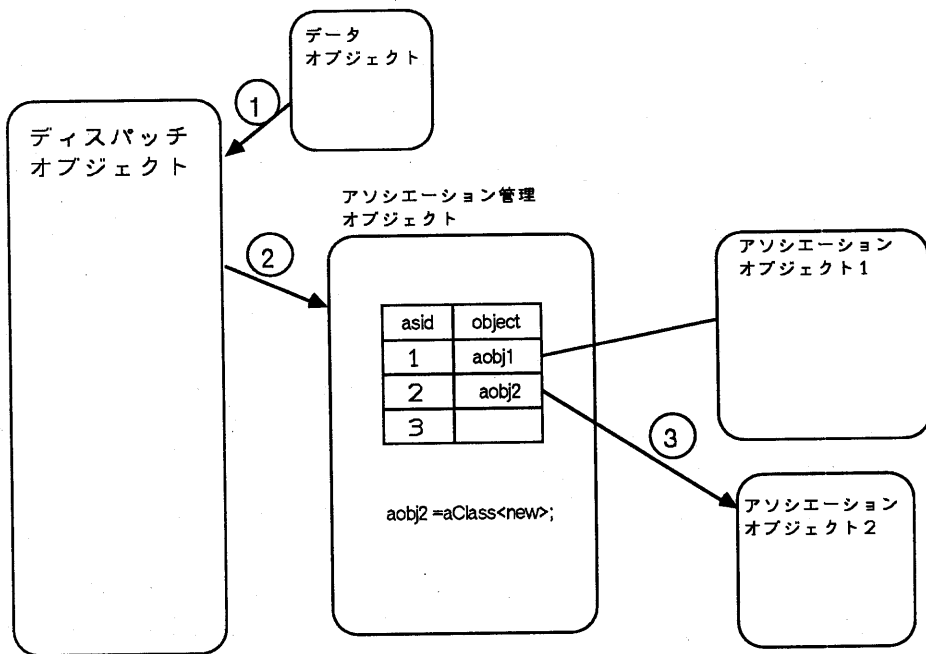 データ
オブジェクト
1
ディスパッチ
オブジェクト
アソシエーション管理
オブジェクト
2
アソシエーション
オブジェクト1
asid object
1 aobj1
2 aobj2
3
3
アソシエーション
オブジェクト2
aobj2 =aClass<new>;